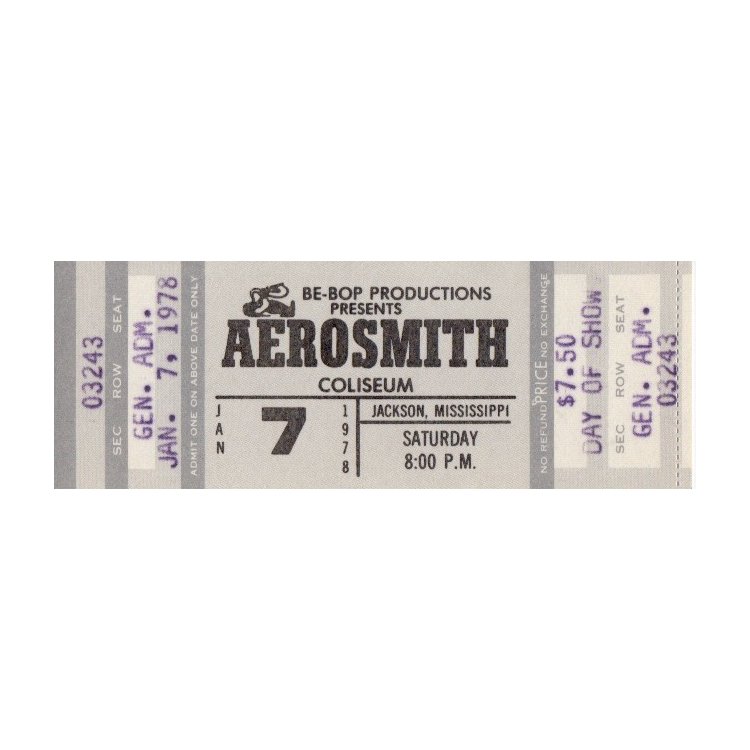 03243
SEC ROW SEAT
GEN. ADM.
JAN. 7, 1978
ADMIT ONE ON ABOVE DATE ONLY
BE-BOP PRODUCTIONS
PRESENTS
AEROSMITH
COLISEUM
JAN
7
1978
JACKSON, MISSISSIPPI
SATURDAY
8:00 P.M.
NO REFUND PRICE NO EXCHANGE
$7.50
DAY OF SHOW
SEC ROW SEAT
GEN. ADM.
03243